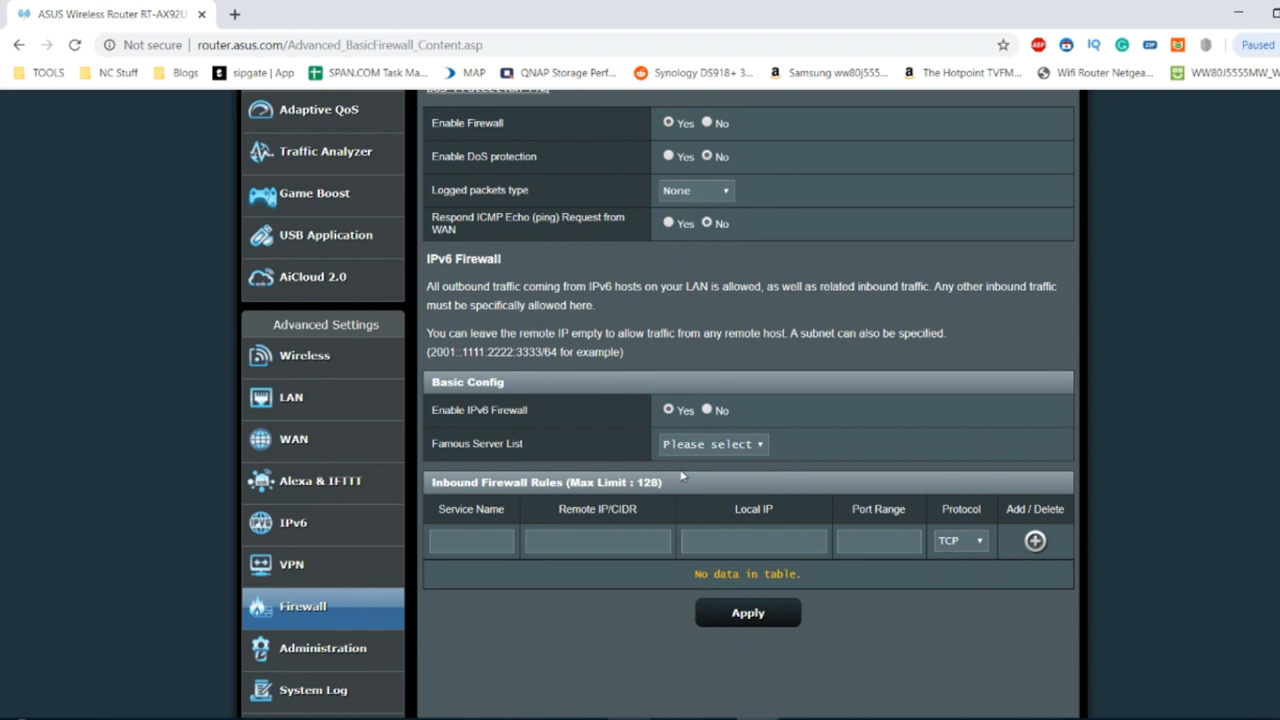 ASUS Wireless Router RT-AX92U
Not secure | router.asus.com/Advanced_BasicFirewall_Content.asp
ABP
IQ
ZIP
Paused
TOOLS
NC Stuff
Blogs
sipgate | App
SPAN.COM Task Ma...
MAP
QNAP Storage Perf...
Synology DS918+ 3...
Samsung ww80j555...
The Hotpoint TVFM...
Wifi Router Netgea...
WW80J5555MW_W
Adaptive QoS
Traffic Analyzer
Game Boost
USB Application
AiCloud 2.0
Advanced Settings
Wireless
LAN
WAN
Alexa & IFTTT
IPv6
VPN
Firewall
Administration
System Log
DoS Protection FAQ
Enable Firewall Yes No
Enable DoS protection Yes No
Logged packets type None
Respond ICMP Echo (ping) Request from
WAN Yes No
IPv6 Firewall
All outbound traffic coming from IPv6 hosts on your LAN is allowed, as well as related inbound traffic. Any other inbound traffic
must be specifically allowed here.
You can leave the remote IP empty to allow traffic from any remote host. A subnet can also be specified.
(2001::1111:2222:3333/64 for example)
Basic Config
Enable IPv6 Firewall Yes No
Famous Server List Please select
Inbound Firewall Rules (Max Limit : 128)
Service Name Remote IP/CIDR Local IP Port Range Protocol Add / Delete
TCP
No data in table.
Apply